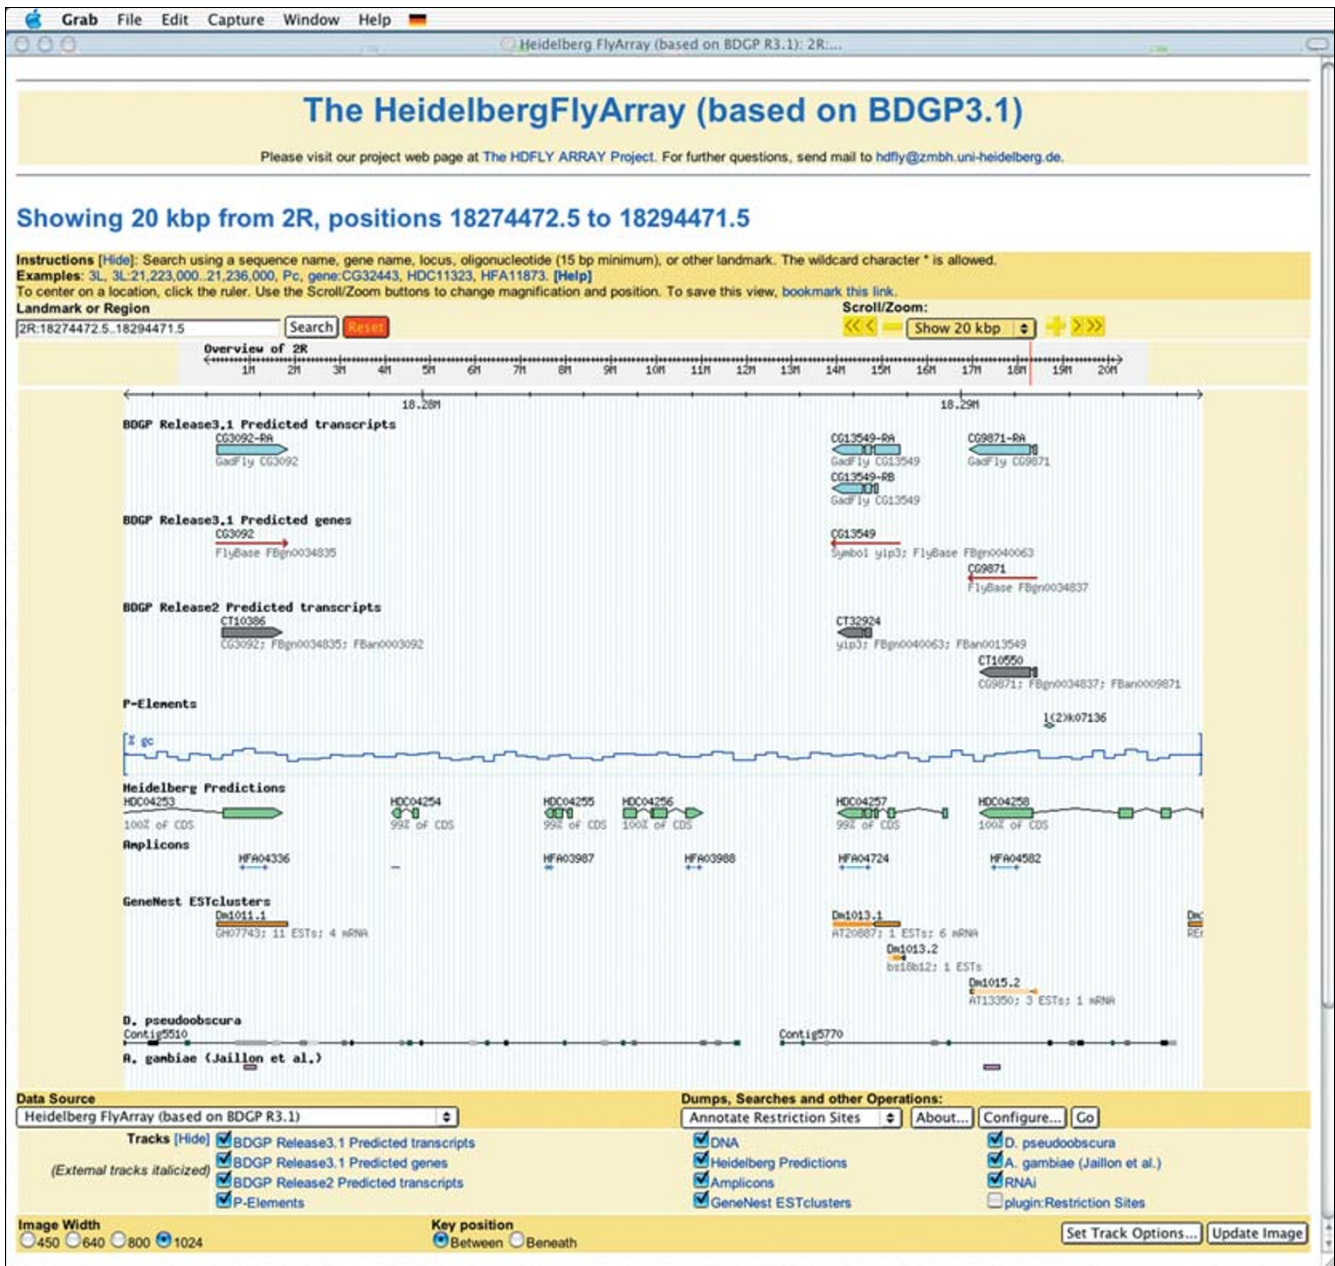 Grab File Edit Capture Window Help
Heidelberg FlyArray (based on BDGP R3.1): 2R:...
The HeidelbergFlyArray (based on BDGP3.1)
Please visit our project web page at The HDFLY ARRAY Project. For further questions, send mail to hdfly@zmbh.uni-heidelberg.de.
Showing 20 kbp from 2R, positions 18274472.5 to 18294471.5
Instructions [Hide]: Search using a sequence name, gene name, locus, oligonucleotide (15 bp minimum), or other landmark. The wildcard character * is allowed.
Examples: 3L, 3L:21,223,000..21,236,000, Pc, gene:CG32443, HDC11323, HFA11873. [Help]
To center on a location, click the ruler. Use the Scroll/Zoom buttons to change magnification and position. To save this view, bookmark this link.
Landmark or Region Scroll/Zoom:
2R:18274472.5..18294471.5 Search Reset Show 20 kbp
Overview of 2R
1M 2M 3M 4M 5M 6M 7M 8M 9M 10M 11M 12M 13M 14M 15M 16M 17M 18M 19M 20M
18.28M 18.29M
BDGP Release3.1 Predicted transcripts
CG3092-RA CG13549-RA CG9871-RA
GadFly CG3092 GadFly CG13549 GadFly CG9871
CG13549-RB
GadFly CG13549
BDGP Release3.1 Predicted genes
CG3092 CG13549
FlyBase FBgn0034835 Symbol yip3; FlyBase FBgn0040063
CG9871
FlyBase FBgn0034837
BDGP Release2 Predicted transcripts
CT10386 CT32924
CG3092; FBgn0034835; FBan0003092 yip3; FBgn0040063; FBan0013549
CT10550
CG9871; FBgn0034837; FBan0009871
P-Elements
l(2)k07136
% gc
Heidelberg Predictions
HDC04253 HDC04254 HDC04255 HDC04256 HDC04257 HDC04258
100% of CDS 99% of CDS 99% of CDS 100% of CDS 99% of CDS 100% of CDS
Amplicons
HFA04336 HFA03987 HFA03988 HFA04724 HFA04582
GeneNest ESTclusters
Dm1011.1 Dm1013.1
GH07743; 11 ESTs; 4 mRNA AT20887; 1 ESTs; 6 mRNA
Dm1013.2
bs16b12; 1 ESTs
Dm1015.2
AT13350; 3 ESTs; 1 mRNA
D. pseudoobscura
Contig5510 Contig5770
A. gambiae (Jaillon et al.)
Data Source Dumps, Searches and other Operations:
Heidelberg FlyArray (based on BDGP R3.1) Annotate Restriction Sites About... Configure... Go
Tracks [Hide] BDGP Release3.1 Predicted transcripts DNA D. pseudoobscura
(External tracks italicized) BDGP Release3.1 Predicted genes Heidelberg Predictions A. gambiae (Jaillon et al.)
BDGP Release2 Predicted transcripts Amplicons RNAi
P-Elements GeneNest ESTclusters plugin:Restriction Sites
Image Width Key position
450 640 800 1024 Between Beneath Set Track Options... Update Image